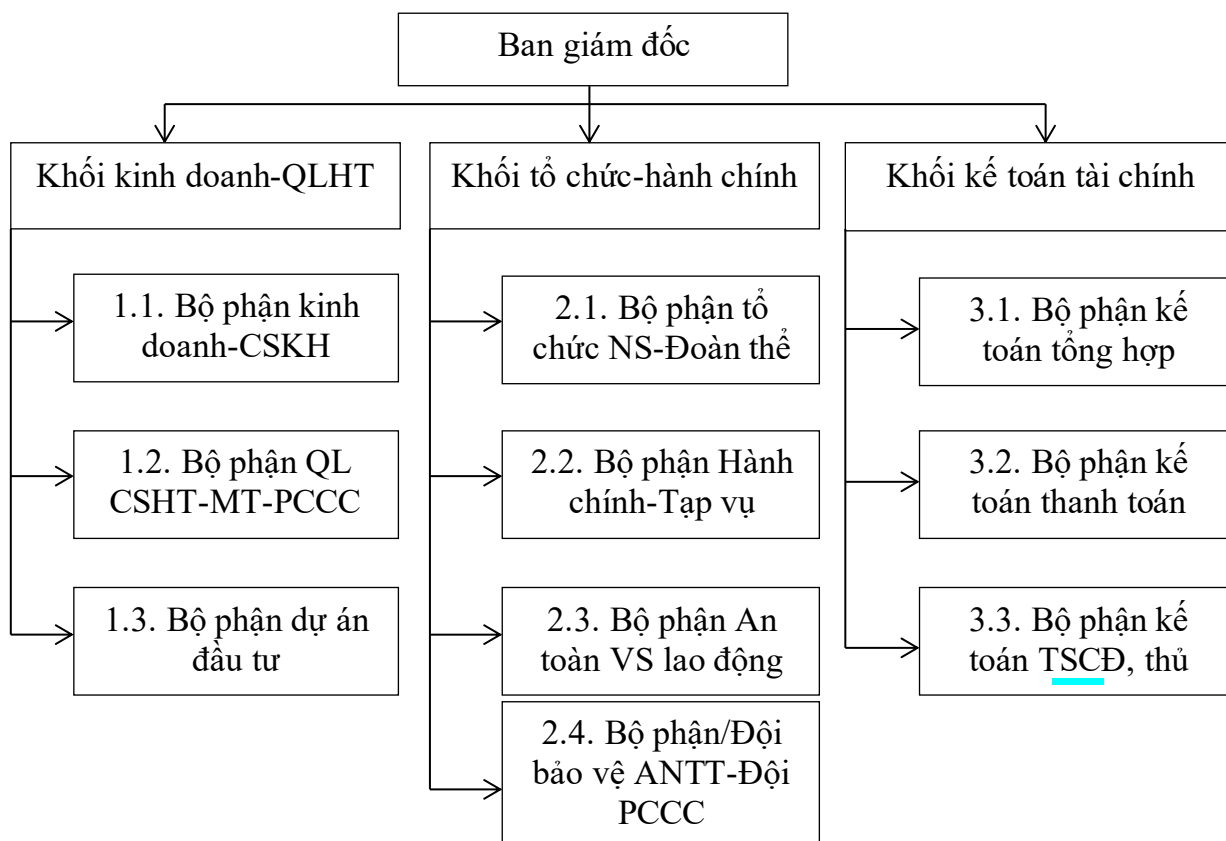 Ban giám đốc
Khối kinh doanh-QLHT
Khối tổ chức-hành chính
Khối kế toán tài chính
1.1. Bộ phận kinh
doanh-CSKH
2.1. Bộ phận tổ
chức NS-Đoàn thể
3.1. Bộ phận kế
toán tổng hợp
1.2. Bộ phận QL
CSHT-MT-PCCC
2.2. Bộ phận Hành
chính-Tạp vụ
3.2. Bộ phận kế
toán thanh toán
1.3. Bộ phận dự án
đầu tư
2.3. Bộ phận An
toàn VS lao động
3.3. Bộ phận kế
toán TSCĐ, thủ
2.4. Bộ phận/Đội
bảo vệ ANTT-Đội
PCCC